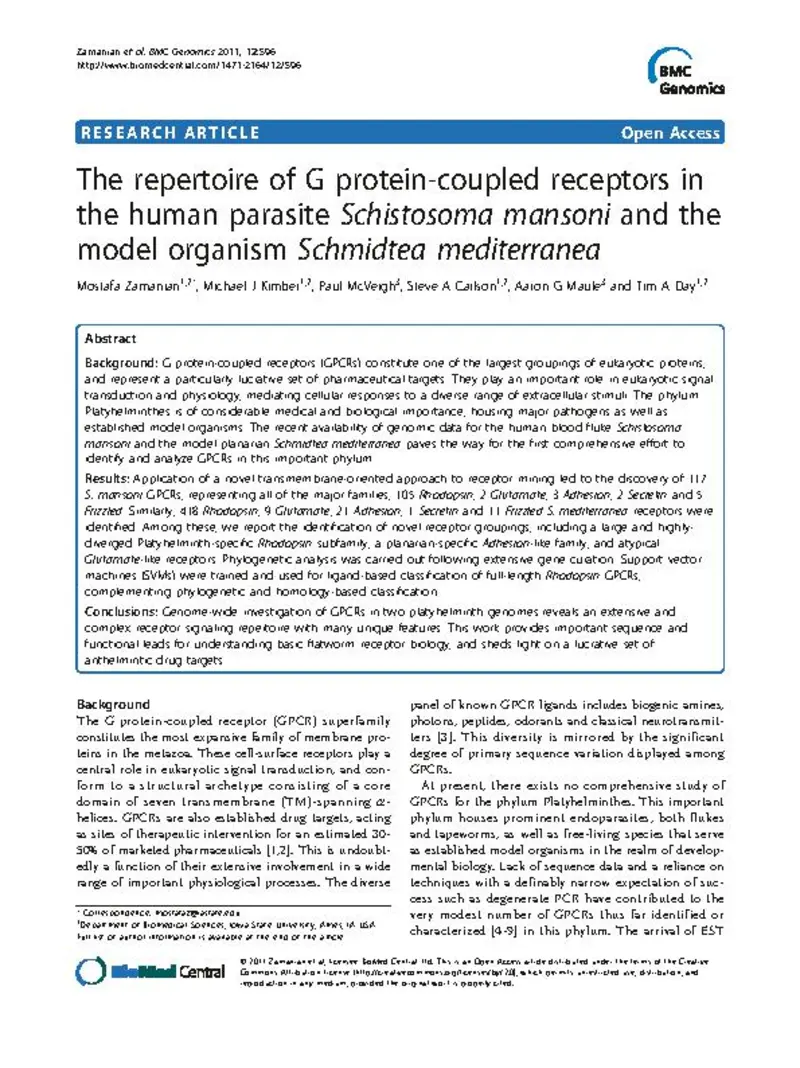 Zamanian et al. BMC Genomics 2011, 12:596
http://www.biomedcentral.com/1471-2164/12/596
BMC
Genomics
RESEARCH ARTICLE
Open Access
The repertoire of G protein-coupled receptors in
the human parasite Schistosoma mansoni and the
model organism Schmidtea mediterranea
Mostafa Zamanian1,2*, Michael J Kimber1,2, Paul McVeigh3, Steve A Carlson1,2, Aaron G Maule3 and Tim A Day1,2
Abstract
Background: G protein-coupled receptors (GPCRs) constitute one of the largest groupings of eukaryotic proteins,
and represent a particularly lucrative set of pharmaceutical targets. They play an important role in eukaryotic signal
transduction and physiology, mediating cellular responses to a diverse range of extracellular stimuli. The phylum
Platyhelminthes is of considerable medical and biological importance, housing major pathogens as well as
established model organisms. The recent availability of genomic data for the human blood fluke Schistosoma
mansoni and the model planarian Schmidtea mediterranea paves the way for the first comprehensive effort to
identify and analyze GPCRs in this important phylum.
Results: Application of a novel transmembrane-oriented approach to receptor mining led to the discovery of 117
S. mansoni GPCRs, representing all of the major families; 105 Rhodopsin, 2 Glutamate, 3 Adhesion, 2 Secretin and 5
Frizzled. Similarly, 418 Rhodopsin, 9 Glutamate, 21 Adhesion, 1 Secretin and 11 Frizzled S. mediterranea receptors were
identified. Among these, we report the identification of novel receptor groupings, including a large and highly-
diverged Platyhelminth-specific Rhodopsin subfamily, a planarian-specific Adhesion-like family, and atypical
Glutamate-like receptors. Phylogenetic analysis was carried out following extensive gene curation. Support vector
machines (SVMs) were trained and used for ligand-based classification of full-length Rhodopsin GPCRs,
complementing phylogenetic and homology-based classification.
Conclusions: Genome-wide investigation of GPCRs in two platyhelminth genomes reveals an extensive and
complex receptor signaling repertoire with many unique features. This work provides important sequence and
functional leads for understanding basic flatworm receptor biology, and sheds light on a lucrative set of
anthelmintic drug targets.
Background
The G protein-coupled receptor (GPCR) superfamily
constitutes the most expansive family of membrane pro-
teins in the metazoa. These cell-surface receptors play a
central role in eukaryotic signal transduction, and con-
form to a structural archetype consisting of a core
domain of seven transmembrane (TM)-spanning α-
helices. GPCRs are also established drug targets, acting
as sites of therapeutic intervention for an estimated 30-
50% of marketed pharmaceuticals [1,2]. This is undoubt-
edly a function of their extensive involvement in a wide
range of important physiological processes. The diverse
* Correspondence: mostafaz@iastate.edu
1Department of Biomedical Sciences, Iowa State University, Ames, IA, USA
Full list of author information is available at the end of the article
panel of known GPCR ligands includes biogenic amines,
photons, peptides, odorants and classical neurotransmit-
ters [3]. This diversity is mirrored by the significant
degree of primary sequence variation displayed among
GPCRs.
At present, there exists no comprehensive study of
GPCRs for the phylum Platyhelminthes. This important
phylum houses prominent endoparasites, both flukes
and tapeworms, as well as free-living species that serve
as established model organisms in the realm of develop-
mental biology. Lack of sequence data and a reliance on
techniques with a definably narrow expectation of suc-
cess such as degenerate PCR have contributed to the
very modest number of GPCRs thus far identified or
characterized [4-9] in this phylum. The arrival of EST
BioMed Central
© 2011 Zamanian et al; licensee BioMed Central Ltd. This is an Open Access article distributed under the terms of the Creative
Commons Attribution License (http://creativecommons.org/licenses/by/2.0), which permits unrestricted use, distribution, and
reproduction in any medium, provided the original work is properly cited.